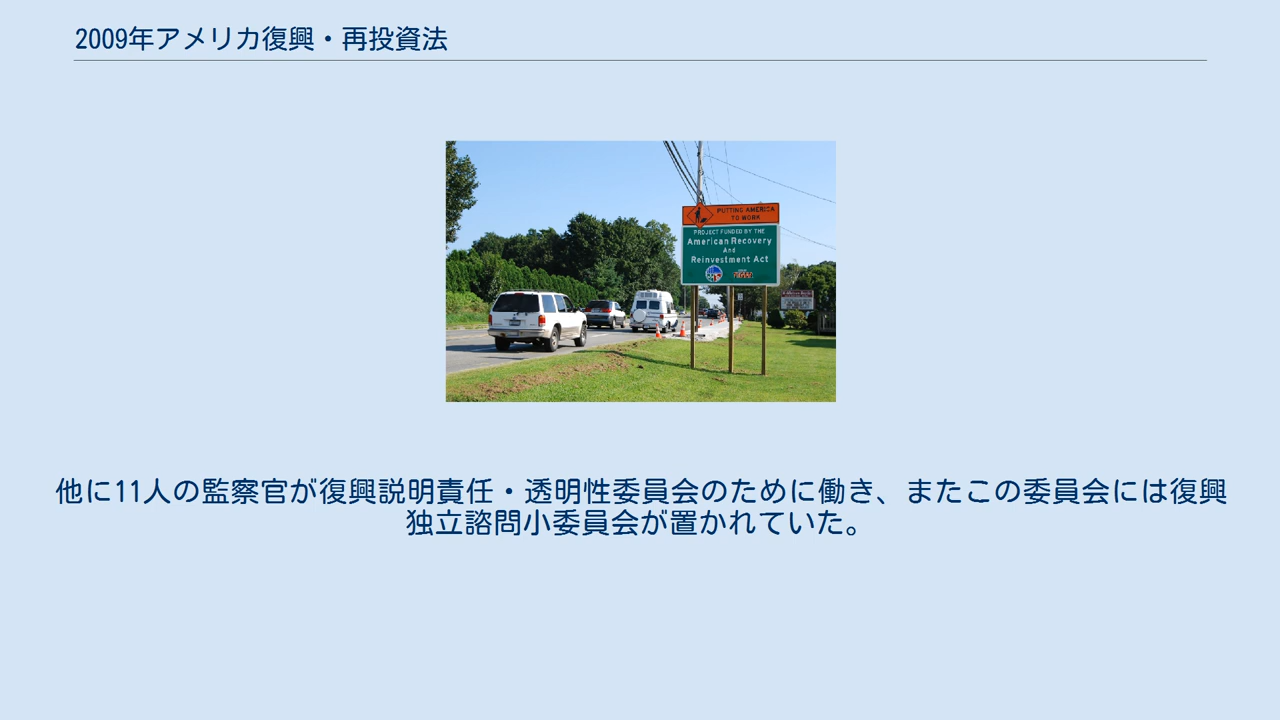 2009年アメリカ復興・再投資法
PUTTING AMERICA
TO WORK
PROJECT FUNDED BY THE
American Recovery
And
Reinvestment Act
他に11人の監察官が復興説明責任・透明性委員会のために働き、またこの委員会には復興
独立諮問小委員会が置かれていた。